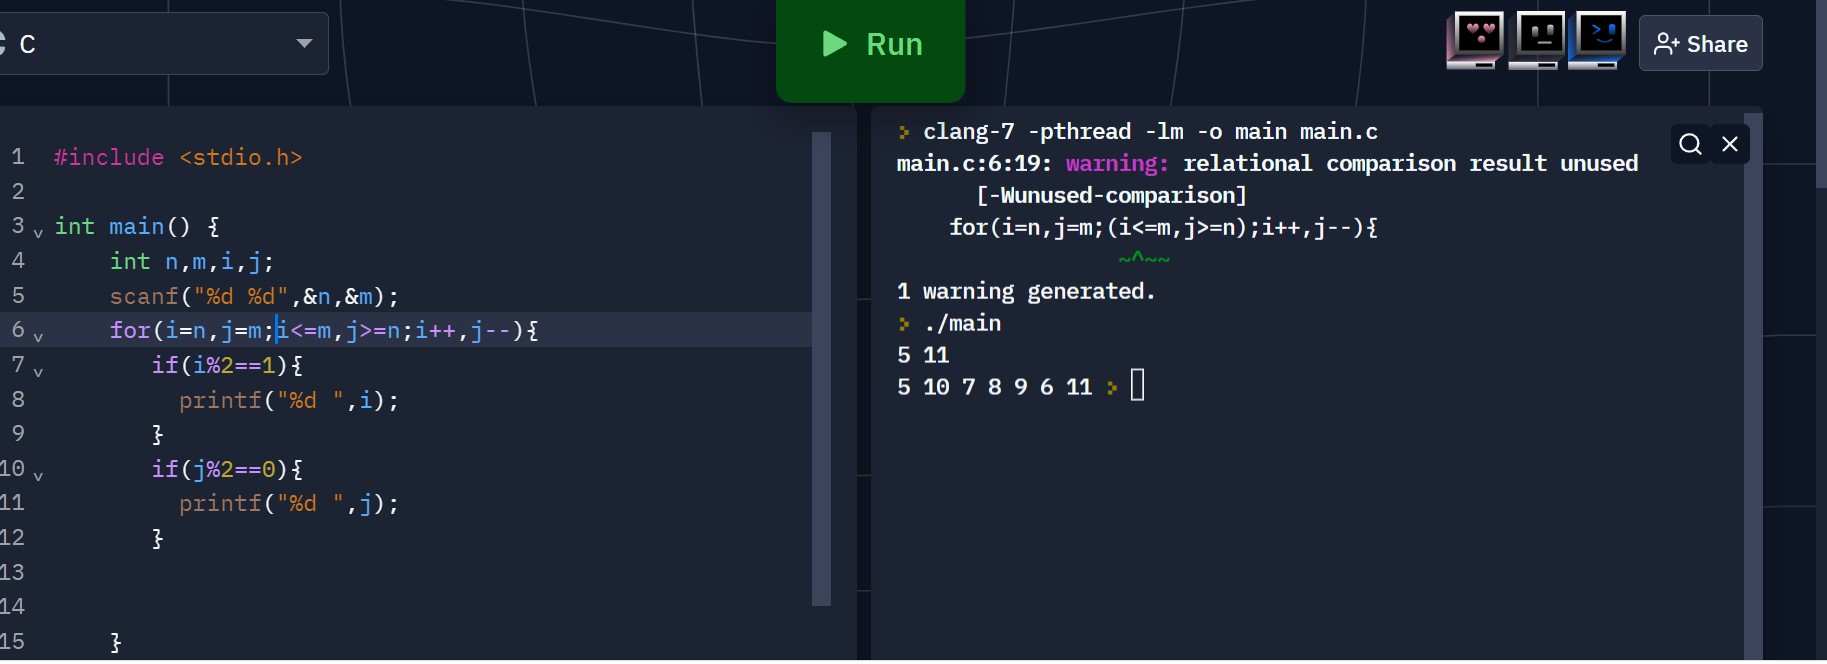 C
Run
Share
1 #include <stdio.h>
2
3 int main() {
4 int n,m,i,j;
5 scanf("%d %d",&n,&m);
6 for(i=n,j=m;i<=m,j>=n;i++,j--){
7 if(i%2==1){
8 printf("%d ",i);
9 }
10 if(j%2==0){
11 printf("%d ",j);
12 }
13
14
15 }
clang-7 -pthread -lm -o main main.c
main.c:6:19: warning: relational comparison result unused
[-Wunused-comparison]
for(i=n,j=m;(i<=m,j>=n);i++,j--){
~^~~
1 warning generated.
./main
5 11
5 10 7 8 9 6 11